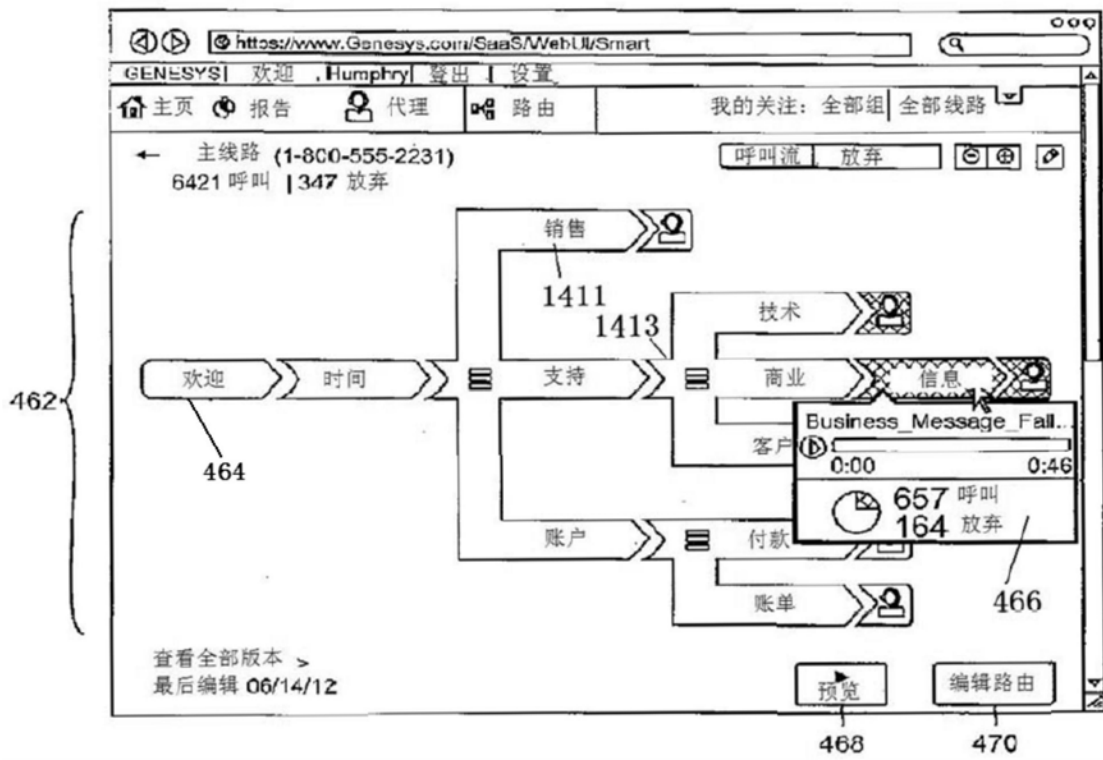 https://www.Genesys.com/SaaS/WebUI/Smart
GENESYS| 欢迎 ,Humphry| 登出 | 设置
主页 报告 代理 路由 我的关注: 全部组| 全部线路
← 主线路 (1-800-555-2231)
6421 呼叫 |347 放弃
呼叫流 | 放弃
销售
1411
1413
技术
462
欢迎
时间
支持
商业
信息
464
客户
Business_Message_Fall...
0:00 0:46
657 呼叫
164 放弃
466
账户
付款
账单
查看全部版本 >
最后编辑 06/14/12
预览
编辑路由
468
470